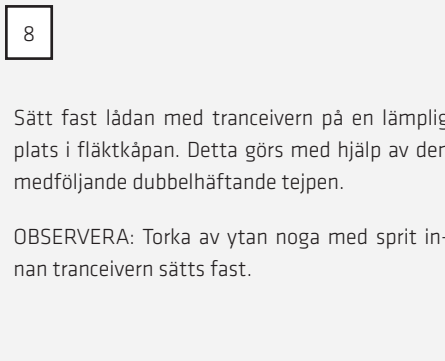 8
Sätt fast lådan med tranceivern på en lämplig
plats i fläktkåpan. Detta görs med hjälp av den
medföljande dubbelhäftande tejpen.
OBSERVERA: Torka av ytan noga med sprit in-
nan tranceivern sätts fast.